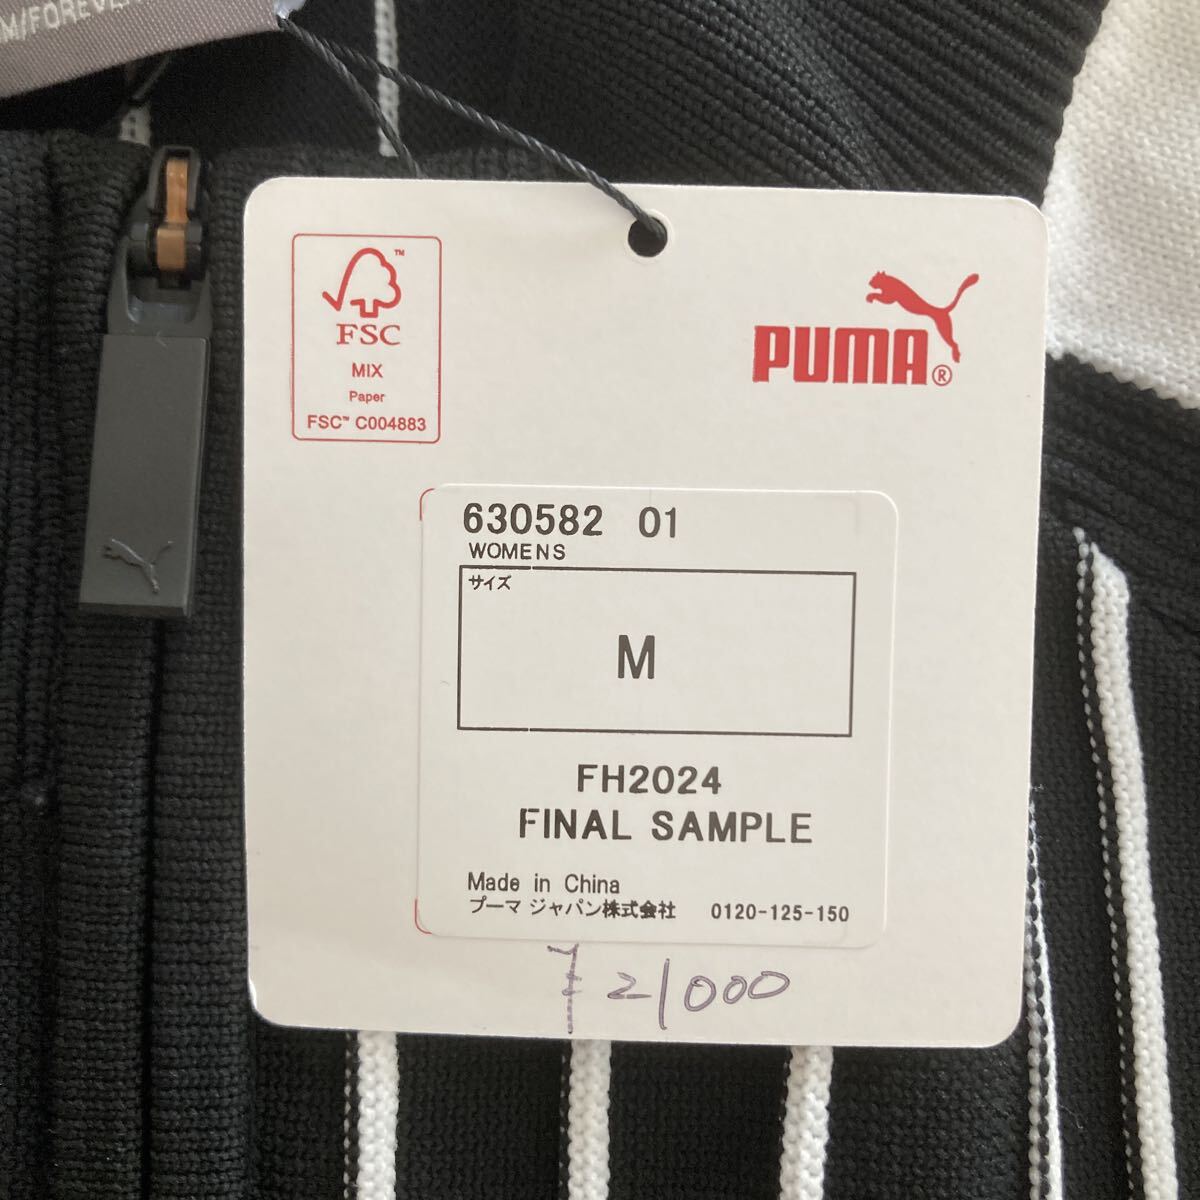 M/FOREVER
FSC
MIX
Paper
FSC™ C004883
PUMA®
630582 01
WOMENS
サイズ
M
FH2024
FINAL SAMPLE
Made in China
プーマ ジャパン株式会社 0120-125-150
¥21000